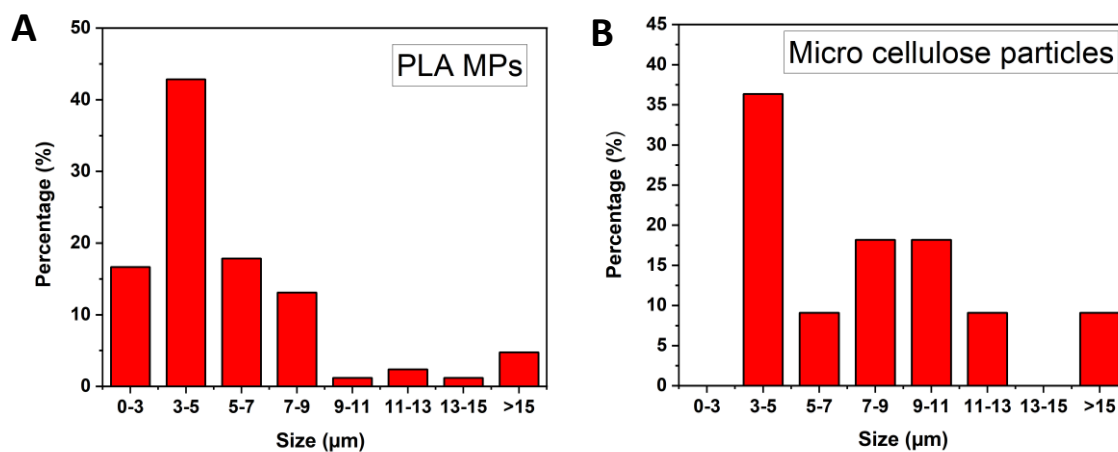 A
PLA MPs
Percentage (%)
50
40
30
20
10
0
0-3 3-5 5-7 7-9 9-11 11-13 13-15 >15
Size (µm)
B
Micro cellulose particles
Percentage (%)
45
40
35
30
25
20
15
10
5
0
0-3 3-5 5-7 7-9 9-11 11-13 13-15 >15
Size (µm)